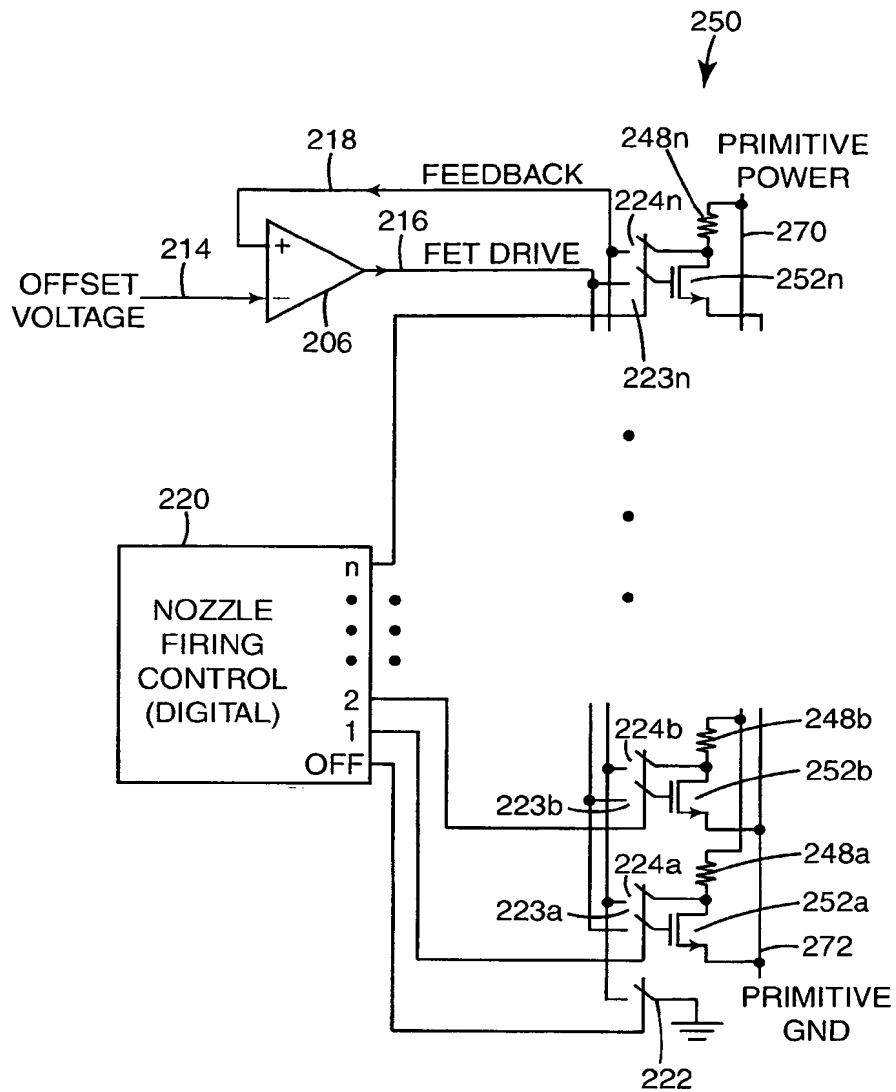 250
248n
PRIMITIVE
POWER
218
FEEDBACK
224n
270
216
FET DRIVE
214
252n
OFFSET
VOLTAGE
+
−
206
223n
220
n
NOZZLE
FIRING
CONTROL
(DIGITAL)
2
1
OFF
224b
248b
252b
223b
248a
224a
223a
252a
272
PRIMITIVE
GND
222